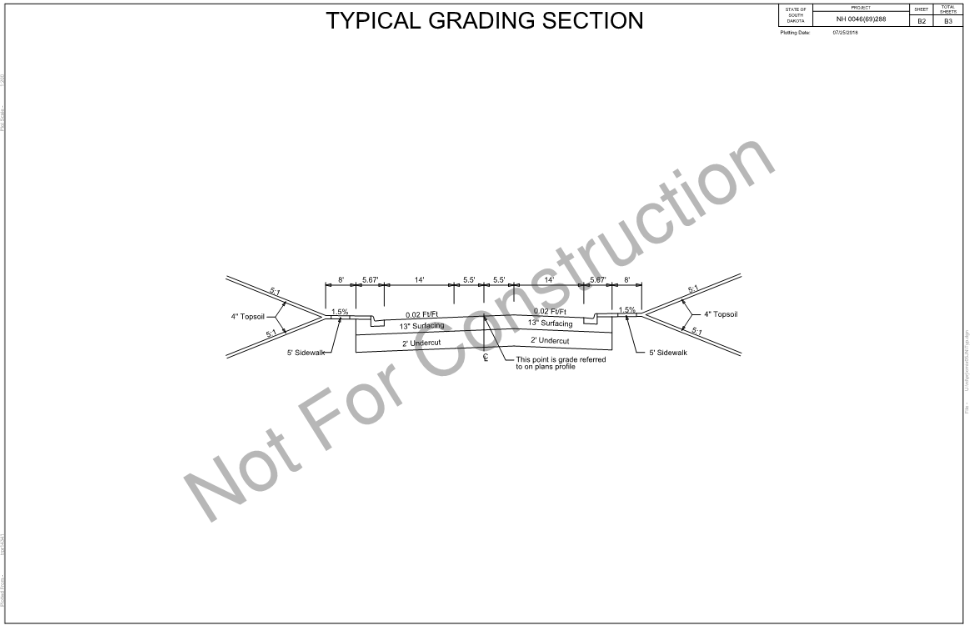 TYPICAL GRADING SECTION
STATE OF
SOUTH
DAKOTA
PROJECT
NH 0046(69)288
SHEET
B2
TOTAL
SHEETS
B3
Plotting Date: 07/25/2019
Not For Construction
8' 5.67' 14' 5.5' 5.5' 14' 5.67' 8'
5:1
5:1
4" Topsoil
1.5%
0.02 Ft/Ft
0.02 Ft/Ft
1.5%
4" Topsoil
13" Surfacing
13" Surfacing
5:1
5:1
2' Undercut
2' Undercut
5' Sidewalk
5' Sidewalk
℄
This point is grade referred
to on plans profile